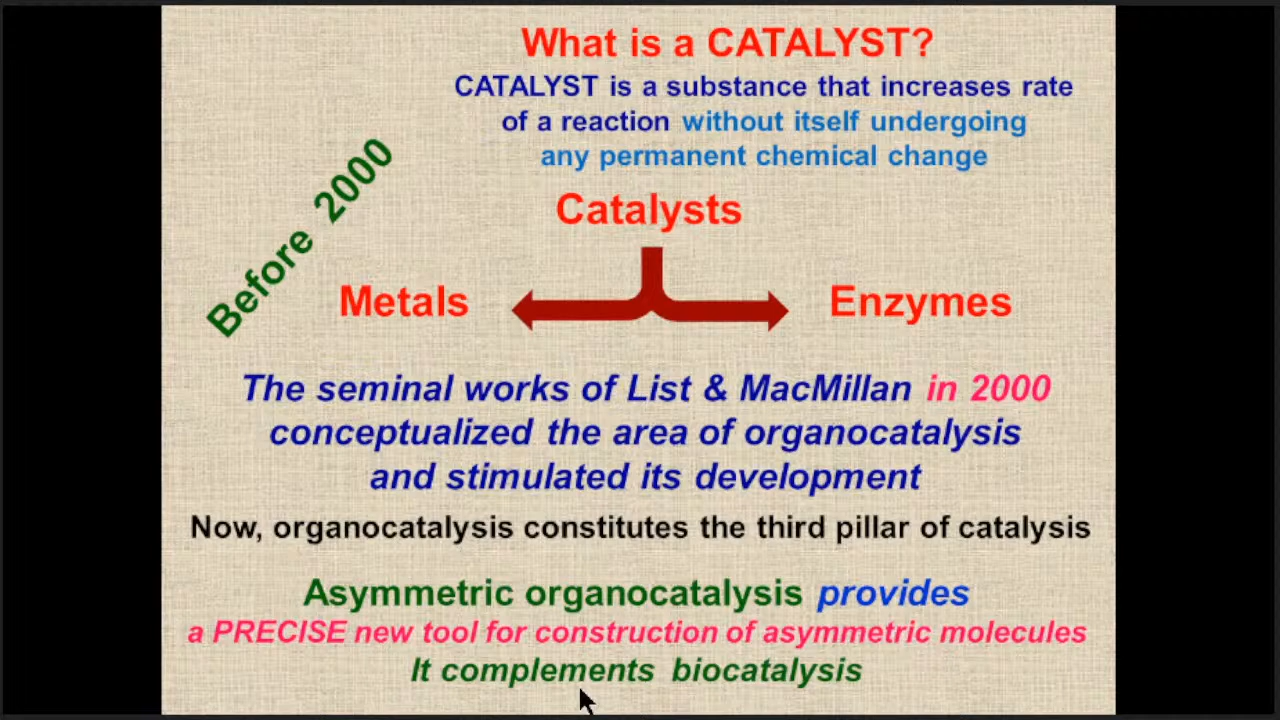 What is a CATALYST?
CATALYST is a substance that increases rate
of a reaction without itself undergoing
any permanent chemical change
Before 2000
Catalysts
Metals
Enzymes
The seminal works of List & MacMillan in 2000
conceptualized the area of organocatalysis
and stimulated its development
Now, organocatalysis constitutes the third pillar of catalysis
Asymmetric organocatalysis provides
a PRECISE new tool for construction of asymmetric molecules
It complements biocatalysis